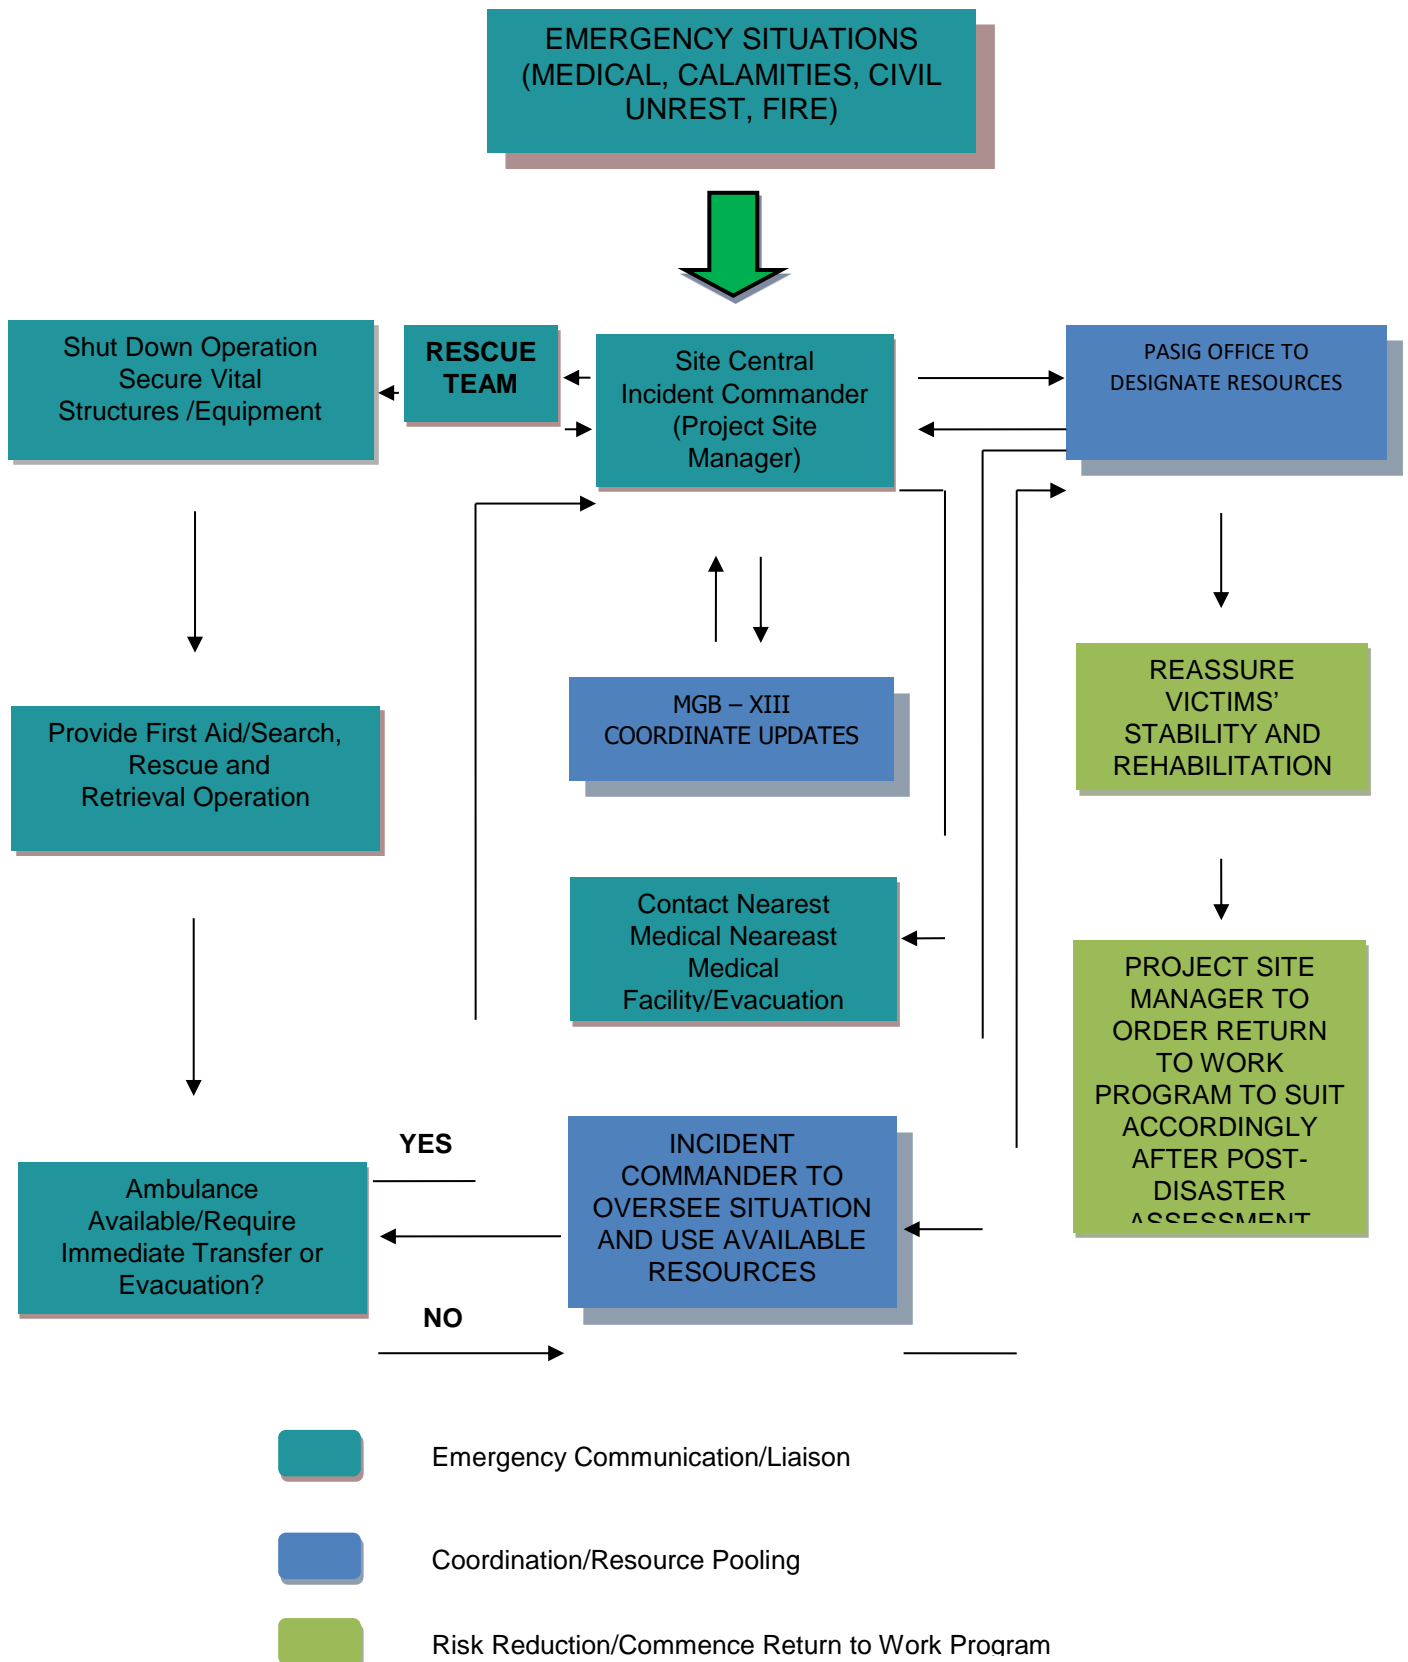 EMERGENCY SITUATIONS
(MEDICAL, CALAMITIES, CIVIL
UNREST, FIRE)
Shut Down Operation
Secure Vital
Structures /Equipment
RESCUE
TEAM
Site Central
Incident Commander
(Project Site
Manager)
PASIG OFFICE TO
DESIGNATE RESOURCES
Provide First Aid/Search,
Rescue and
Retrieval Operation
MGB – XIII
COORDINATE UPDATES
REASSURE
VICTIMS’
STABILITY AND
REHABILITATION
Contact Nearest
Medical Neareast
Medical
Facility/Evacuation
PROJECT SITE
MANAGER TO
ORDER RETURN
TO WORK
PROGRAM TO SUIT
ACCORDINGLY
AFTER POST-
DISASTER
ASSESSMENT
YES
Ambulance
Available/Require
Immediate Transfer or
Evacuation?
NO
INCIDENT
COMMANDER TO
OVERSEE SITUATION
AND USE AVAILABLE
RESOURCES
Emergency Communication/Liaison
Coordination/Resource Pooling
Risk Reduction/Commence Return to Work Program